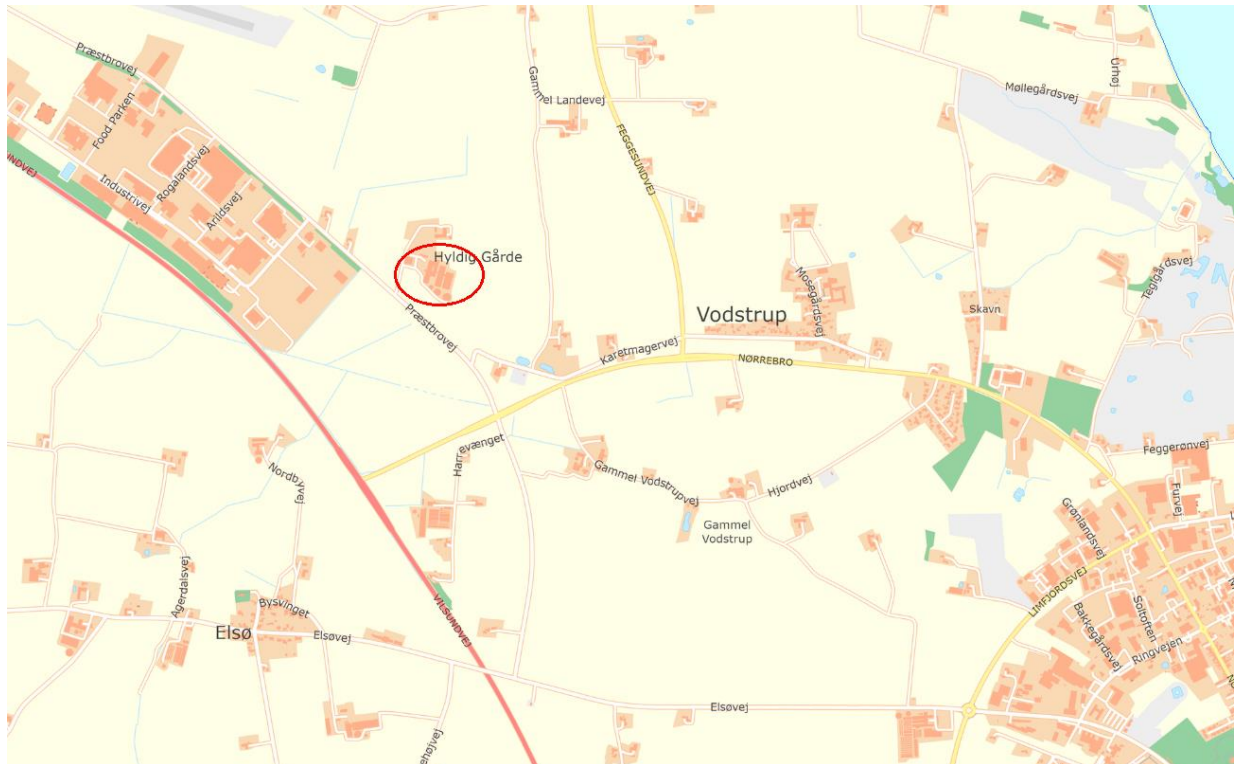 Præstbrovej
Food Parken
Industrivej
Rogalandsvej
Arildsvej
Gammel Landevej
FEGGESUNDVEJ
Møllegårdsvej
Urhøj
Hyldig Gårde
Præstbrovej
Vodstrup
Mosegårdsvej
Karetmagervej
NØRREBRO
Skavn
Teglgårdsvej
Feggerønvej
Harrevænget
Gammel Vodstrupvej
Hjordvej
Gammel
Vodstrup
Grønlandsvej
Furvej
LIMFJORDSVEJ
Bakkegårdsvej
Soltoften
Ringvejen
Agerdalsvej
Bysvinget
Elsø
Elsøvej
VILSUNDVEJ
Elsøvej